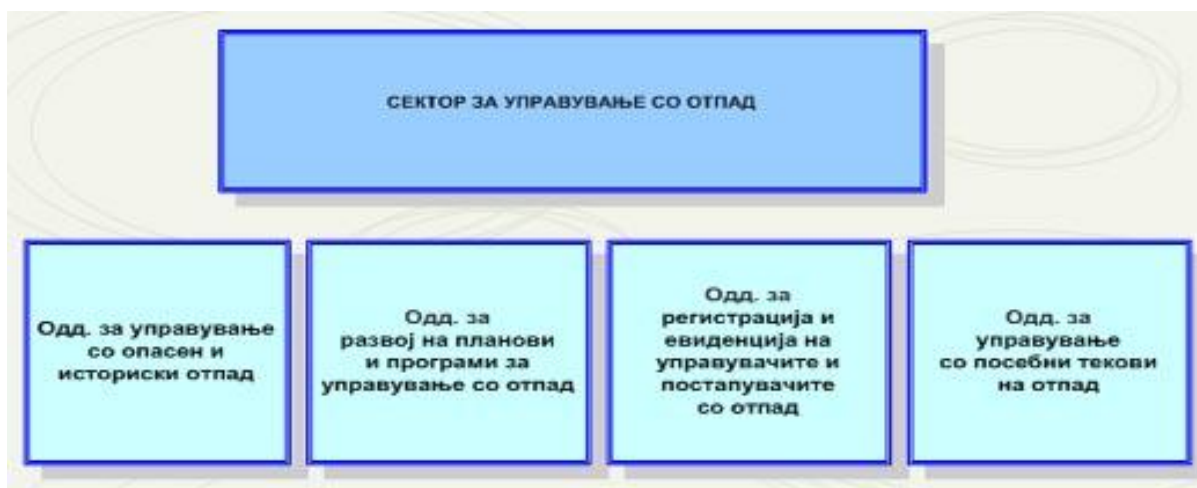 СЕКТОР ЗА УПРАВУВАЊЕ СО ОТПАД
Одд. за управување
со опасен и
историски отпад
Одд. за
развој на планови
и програми за
управување со отпад
Одд. за
регистрација и
евиденција на
управувачите и
постапувачите
со отпад
Одд. за
управување
со посебни текови
на отпад